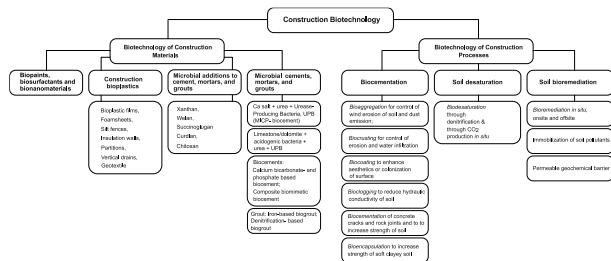 Construction Biotechnology
Biotechnology of Construction
Materials
Biotechnology of Construction
Processes
Biopaints,
biosurfactants and
bionanomaterials
Construction
bioplastics
Microbial additions to
cement, mortars, and
grouts
Microbial cements,
mortars, and
grouts
Biocementation
Soil desaturation
Soil bioremediation
Bioplastic films,
Foamsheets,
Silt fences,
Insulation walls,
Partitions,
Vertical drains,
Geotextile
Xanthan,
Welan,
Succinoglucan
Curdlan,
Chitosan
Ca salt + urea + Urease-
Producing Bacteria, UPB
(MICP- biocement)
Limestone/dolomite +
acidogenic bacteria +
urea + UPB
Biocements:
Calcium bicarbonate- and
phosphate based
biocement;
Composite biomimetic
biocement
Grout: Iron-based biogrout;
Denitrification- based
biogrout
Bioaggregation for control of
wind erosion of soil and dust
emission;
Biocrusting for control of
erosion and water infiltration
Biocoating to enhance
aesthetics or colonization
of surface
Bioclogging to reduce hydraulic
conductivity of soil
Biocementation of concrete
cracks and rock joints and to to
increase strength of soil
Bioencapsulation to increase
strength of soft clayey soil
Biodesaturation
through
denitrification &
through CO2
production in situ
Bioremediation in situ,
onsite and offsite
Immobilization of soil pollutants
Permeable geochemical barrier